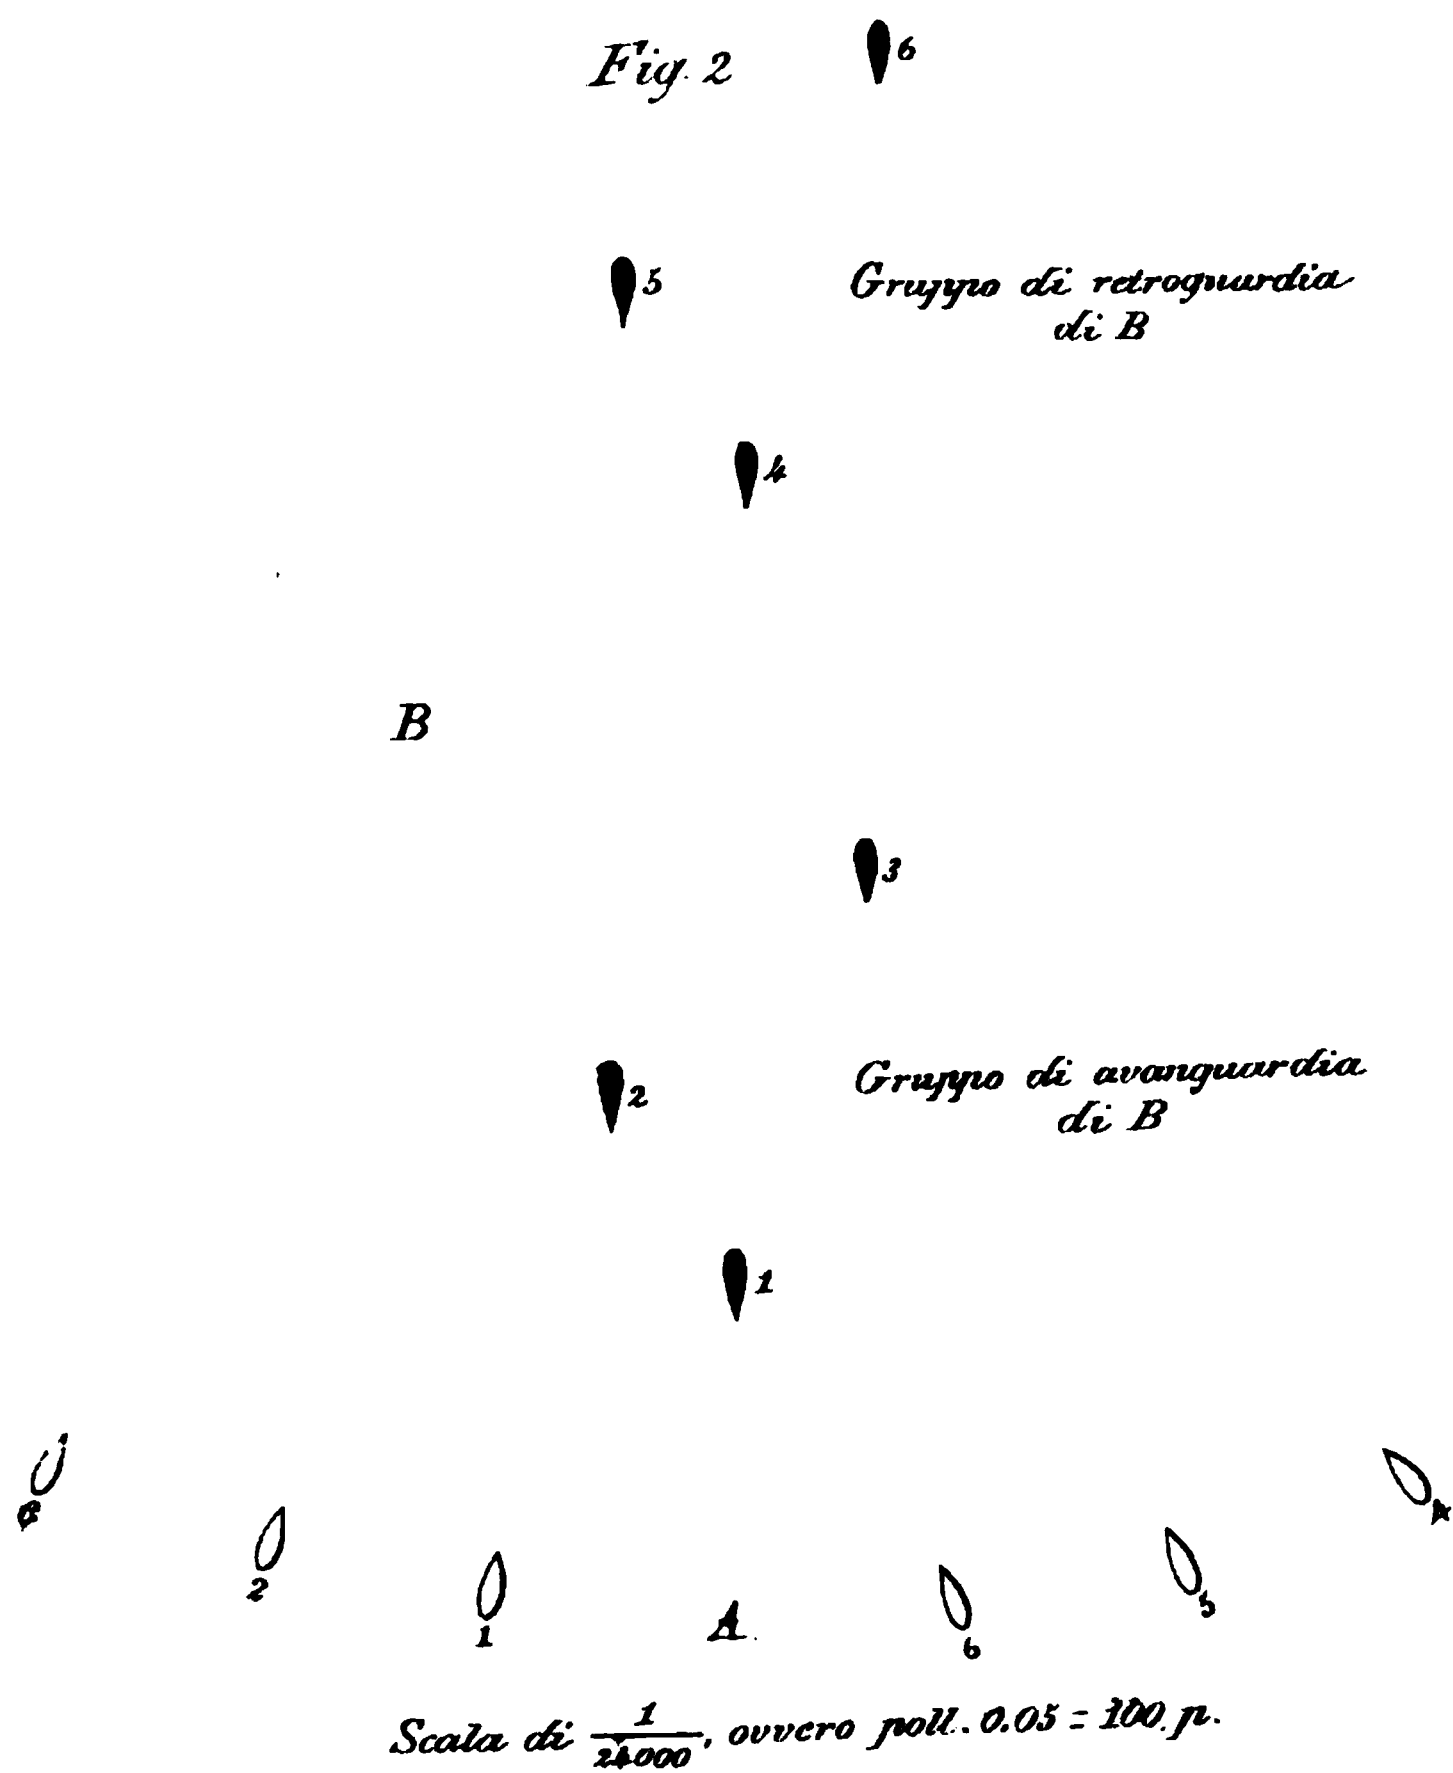 Fig. 2
6
5
Gruppo di retroguardia
di B
4
B
3
2
Gruppo di avanguardia
di B
1
2
1
A.
6
5
4
Scala di 1/24000, ovvero poll. 0.05 = 100 p.